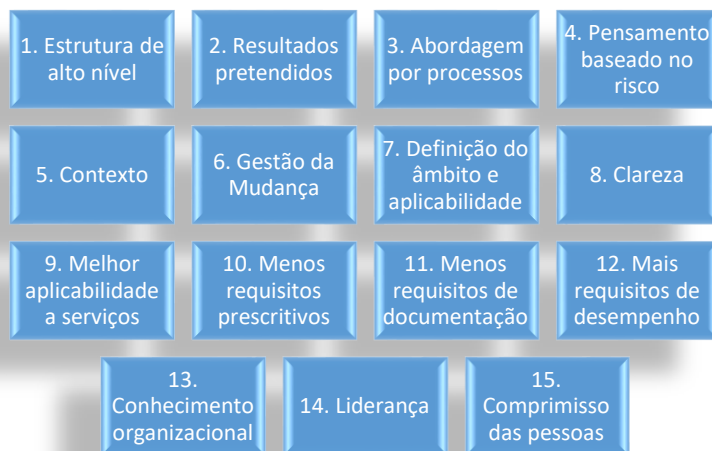 1. Estrutura de
alto nível
2. Resultados
pretendidos
3. Abordagem
por processos
4. Pensamento
baseado no
risco
5. Contexto
6. Gestão da
Mudança
7. Definição do
âmbito e
aplicabilidade
8. Clareza
9. Melhor
aplicabilidade
a serviços
10. Menos
requisitos
prescritivos
11. Menos
requisitos de
documentação
12. Mais
requisitos de
desempenho
13.
Conhecimento
organizacional
14. Liderança
15.
Comprimisso
das pessoas